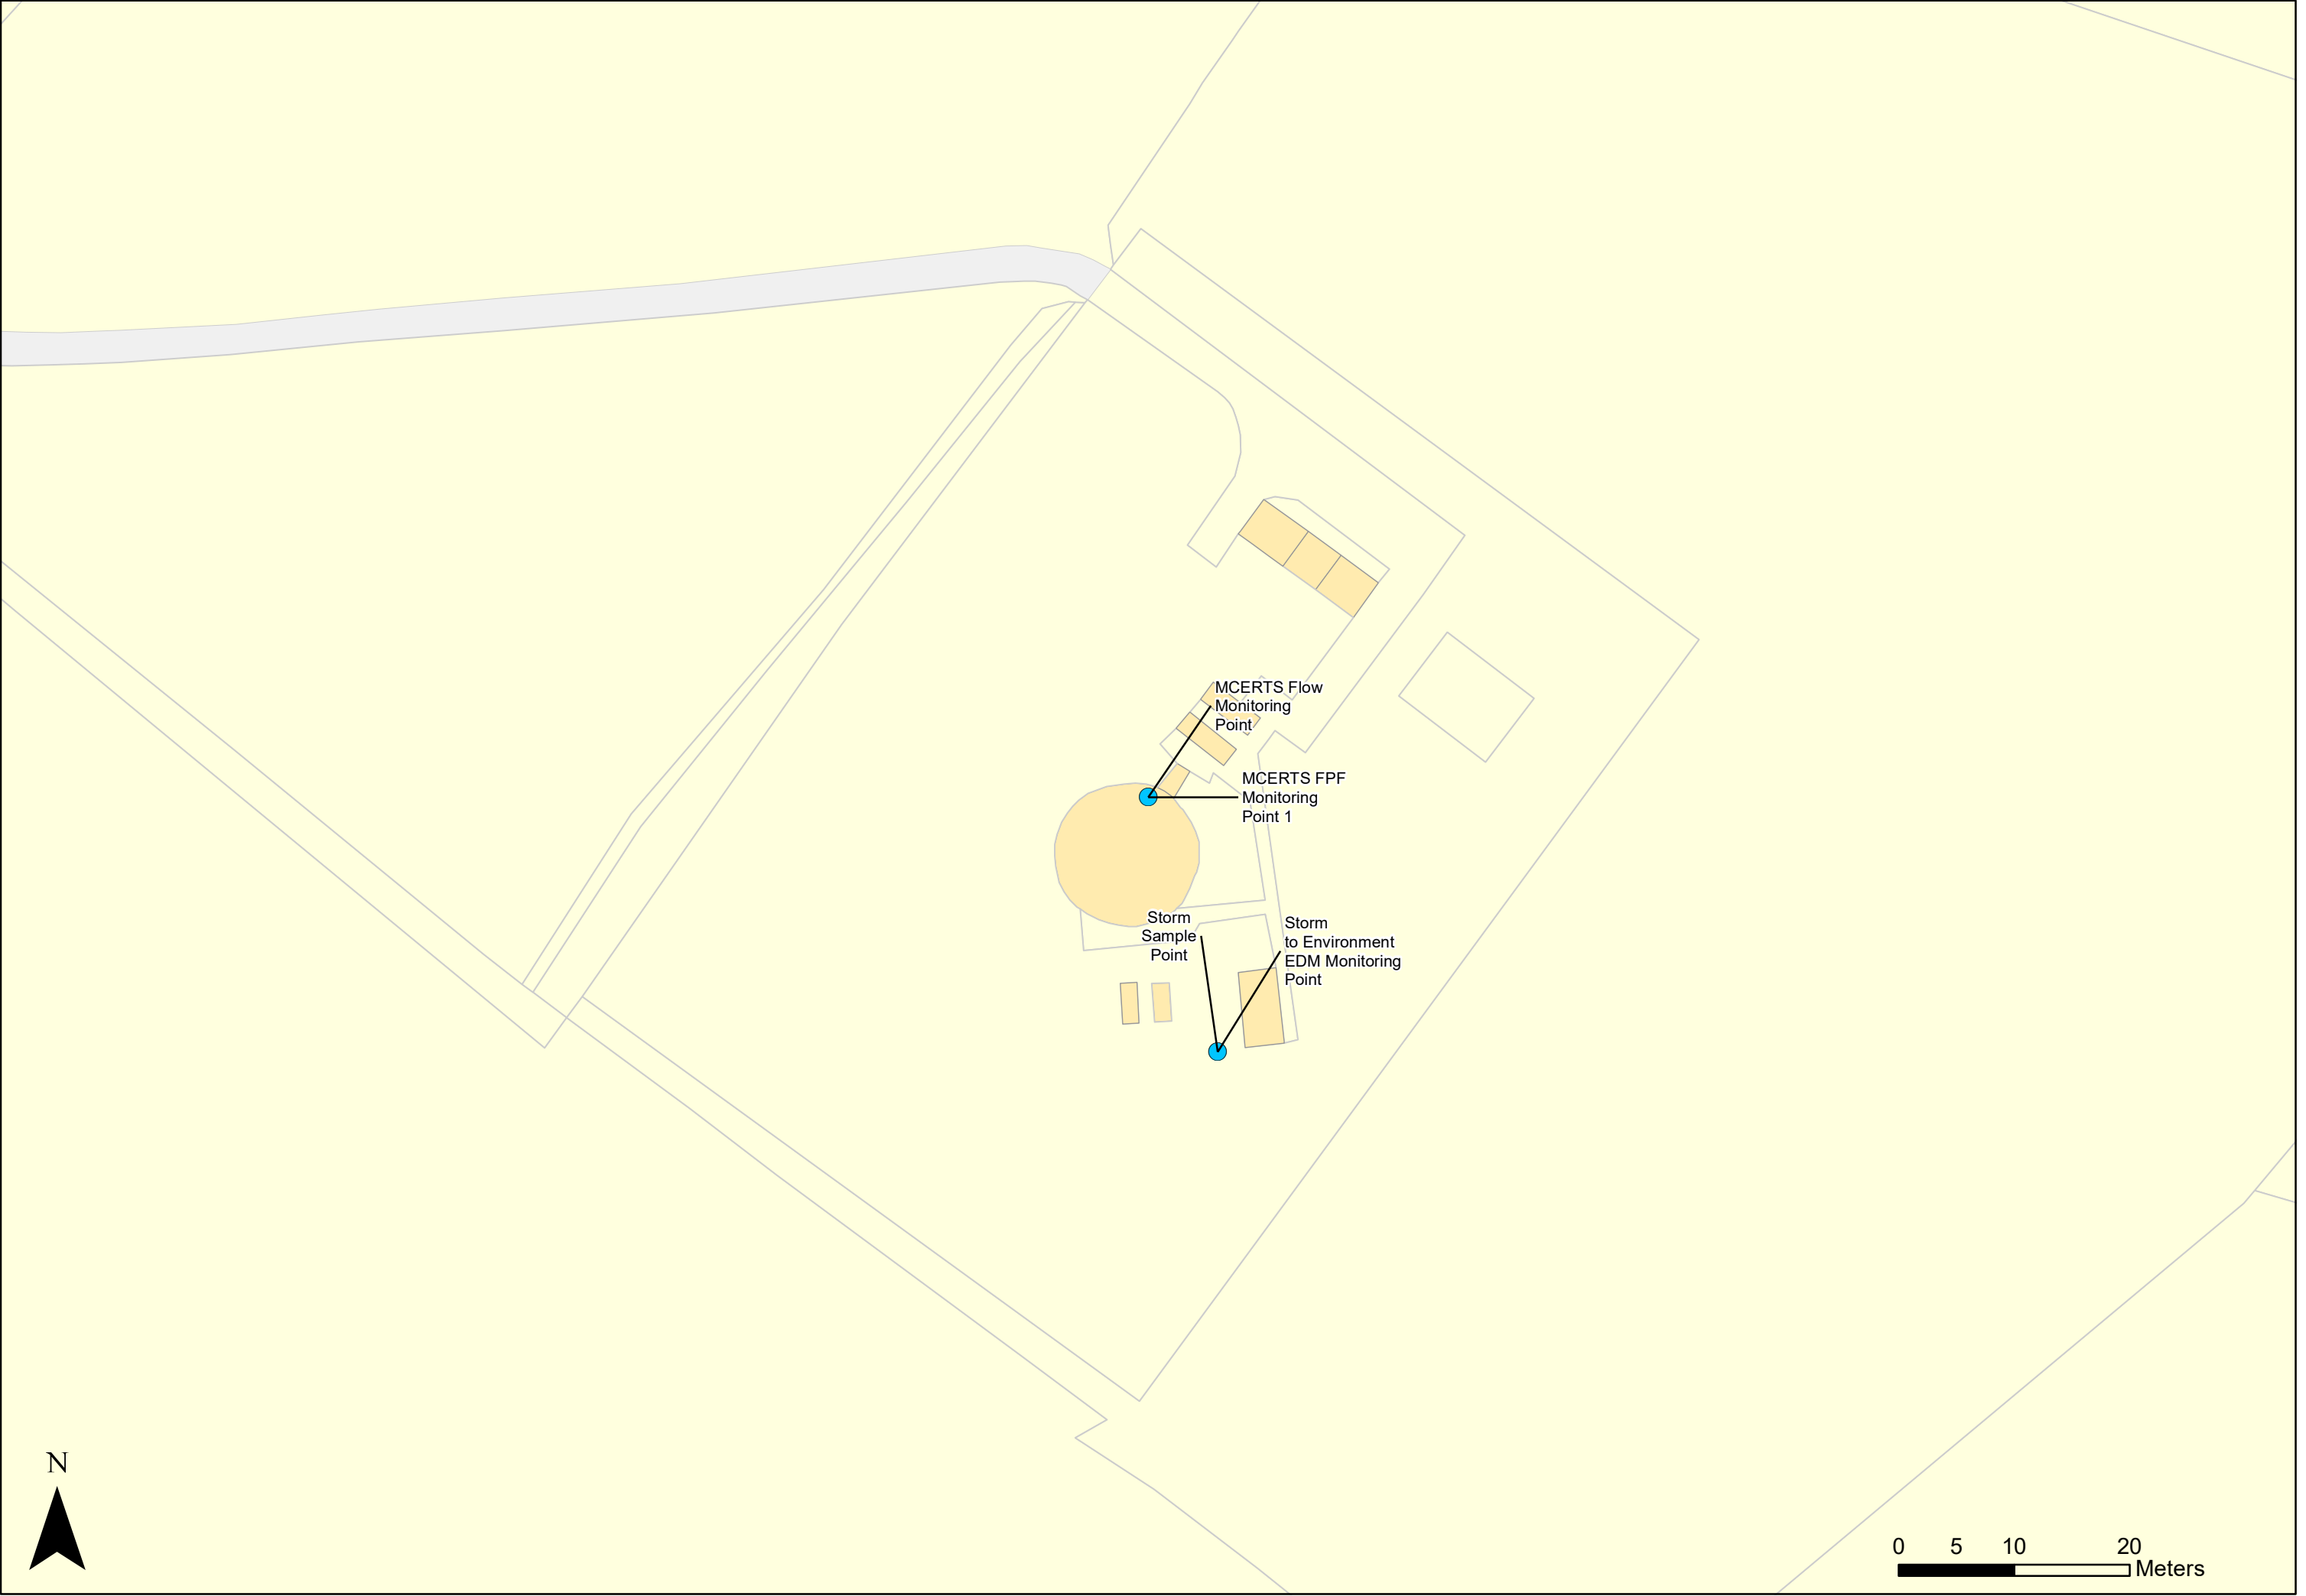 MCERTS Flow
Monitoring
Point
MCERTS FPF
Monitoring
Point 1
Storm
Sample
Point
Storm
to Environment
EDM Monitoring
Point
N
0 5 10 20
Meters